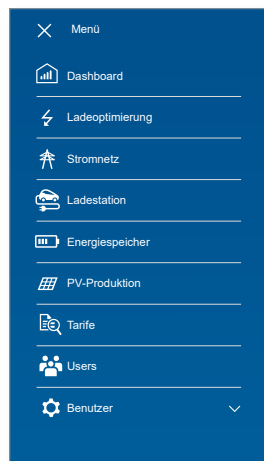 Menü
Dashboard
Ladeoptimierung
Stromnetz
Ladestation
Energiespeicher
PV-Produktion
Tarife
Users
Benutzer